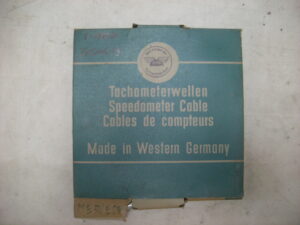 Tachometerwellen
Speedometer Cable
Cables de compteurs
Made in Western Germany